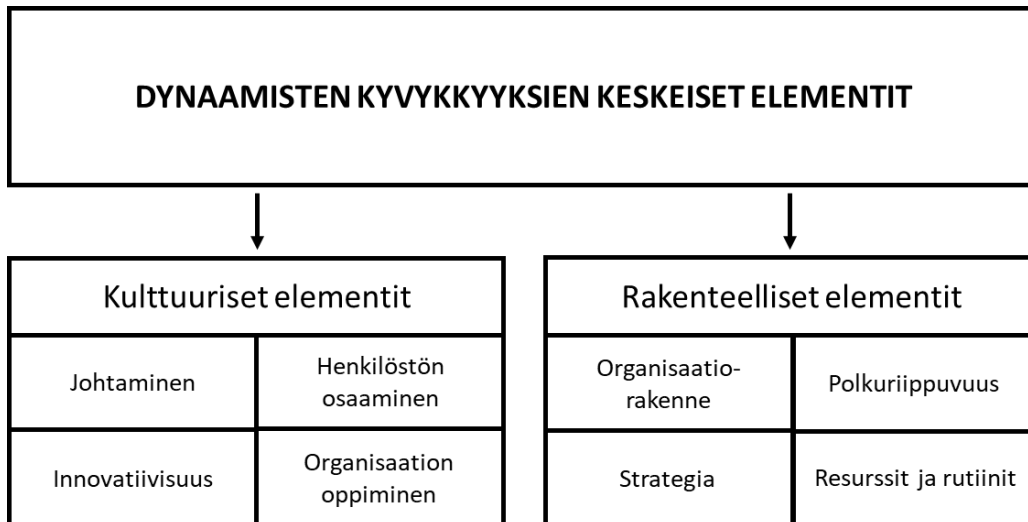 DYNAAMISTEN KYVYKKYYKSIEN KESKEISET ELEMENTIT
Kulttuuriset elementit
Johtaminen
Henkilöstön
osaaminen
Innovatiivisuus
Organisaation
oppiminen
Rakenteelliset elementit
Organisaatio-
rakenne
Polkuriippuvuus
Strategia
Resurssit ja rutiinit